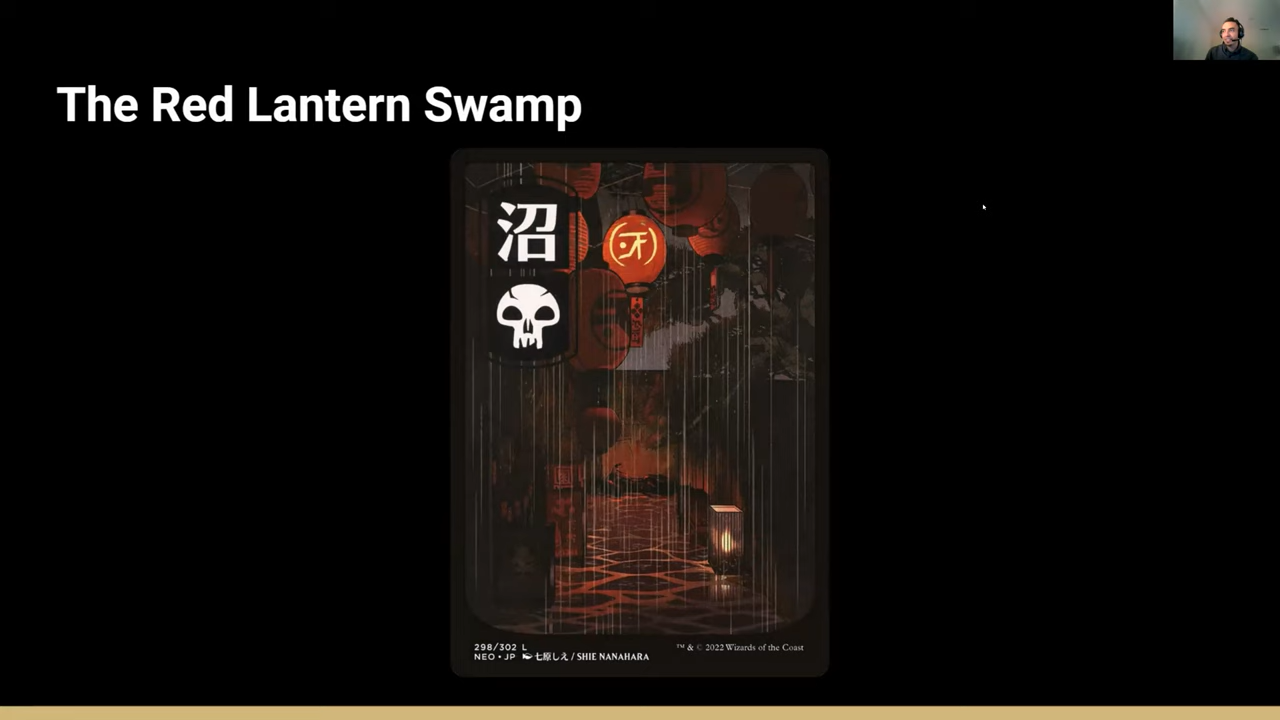 The Red Lantern Swamp
沼
298/302 L
NEO • JP 七原しえ / SHIE NANAHARA
™ & © 2022 Wizards of the Coast